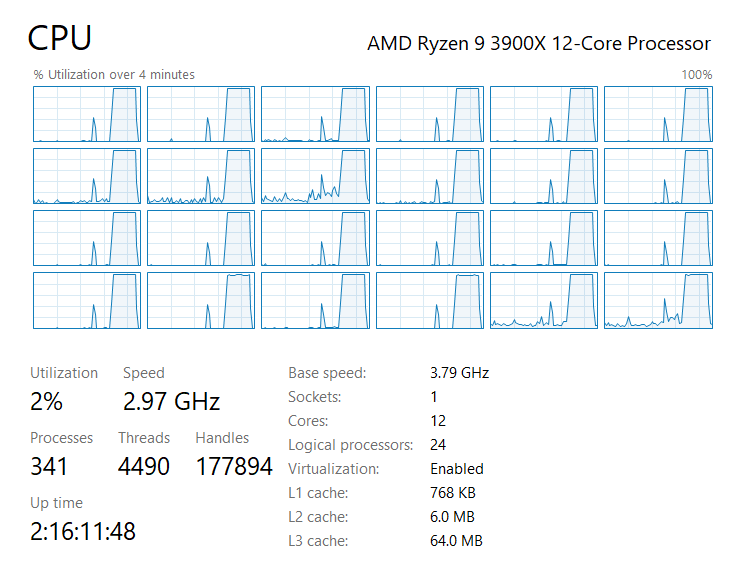 CPU
AMD Ryzen 9 3900X 12-Core Processor
% Utilization over 4 minutes
100%
Utilization
Speed
2%
2.97 GHz
Processes
Threads
Handles
341
4490
177894
Up time
2:16:11:48
Base speed:
3.79 GHz
Sockets:
1
Cores:
12
Logical processors:
24
Virtualization:
Enabled
L1 cache:
768 KB
L2 cache:
6.0 MB
L3 cache:
64.0 MB